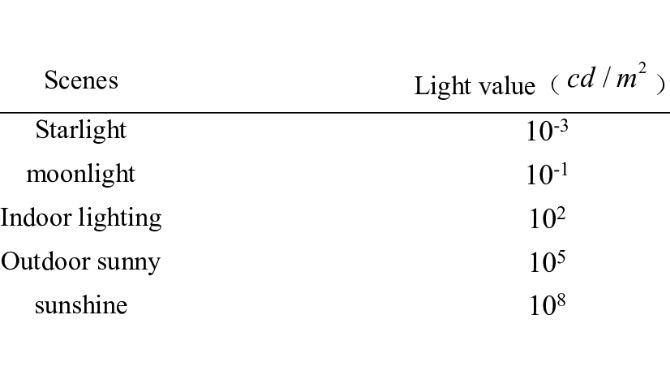 Scenes Light value（cd/m²）
Starlight 10⁻³
moonlight 10⁻¹
Indoor lighting 10²
Outdoor sunny 10⁵
sunshine 10⁸